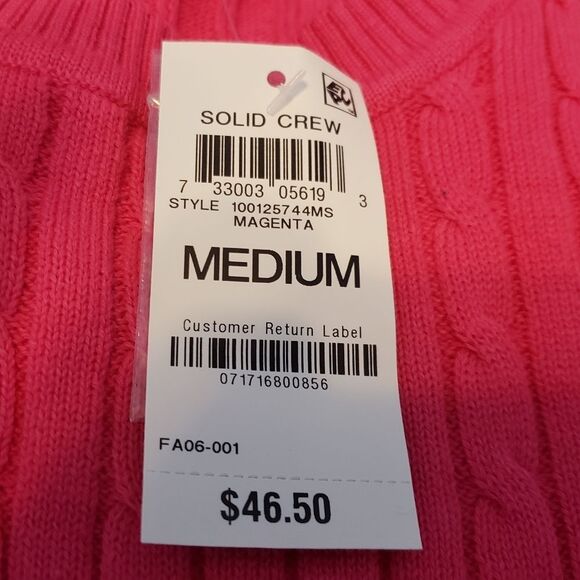 SOLID CREW
7 33003 05619 3
STYLE 100125744MS
MAGENTA
MEDIUM
Customer Return Label
071716800856
FA06-001
$46.50